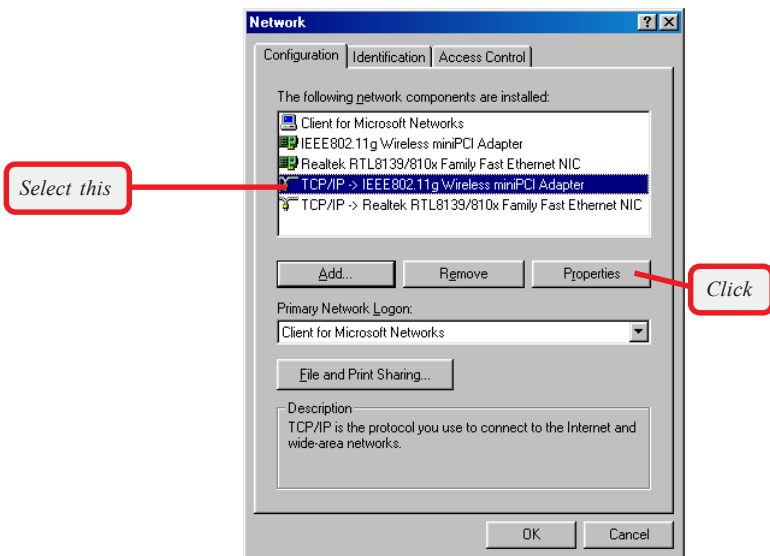 Network
Configuration Identification Access Control
The following network components are installed:
Client for Microsoft Networks
IEEE802.11g Wireless miniPCI Adapter
Realtek RTL8139/810x Family Fast Ethernet NIC
Select this
TCP/IP -> IEEE802.11g Wireless miniPCI Adapter
TCP/IP -> Realtek RTL8139/810x Family Fast Ethernet NIC
Add... Remove Properties
Click
Primary Network Logon:
Client for Microsoft Networks
File and Print Sharing...
Description
TCP/IP is the protocol you use to connect to the Internet and
wide-area networks.
OK Cancel